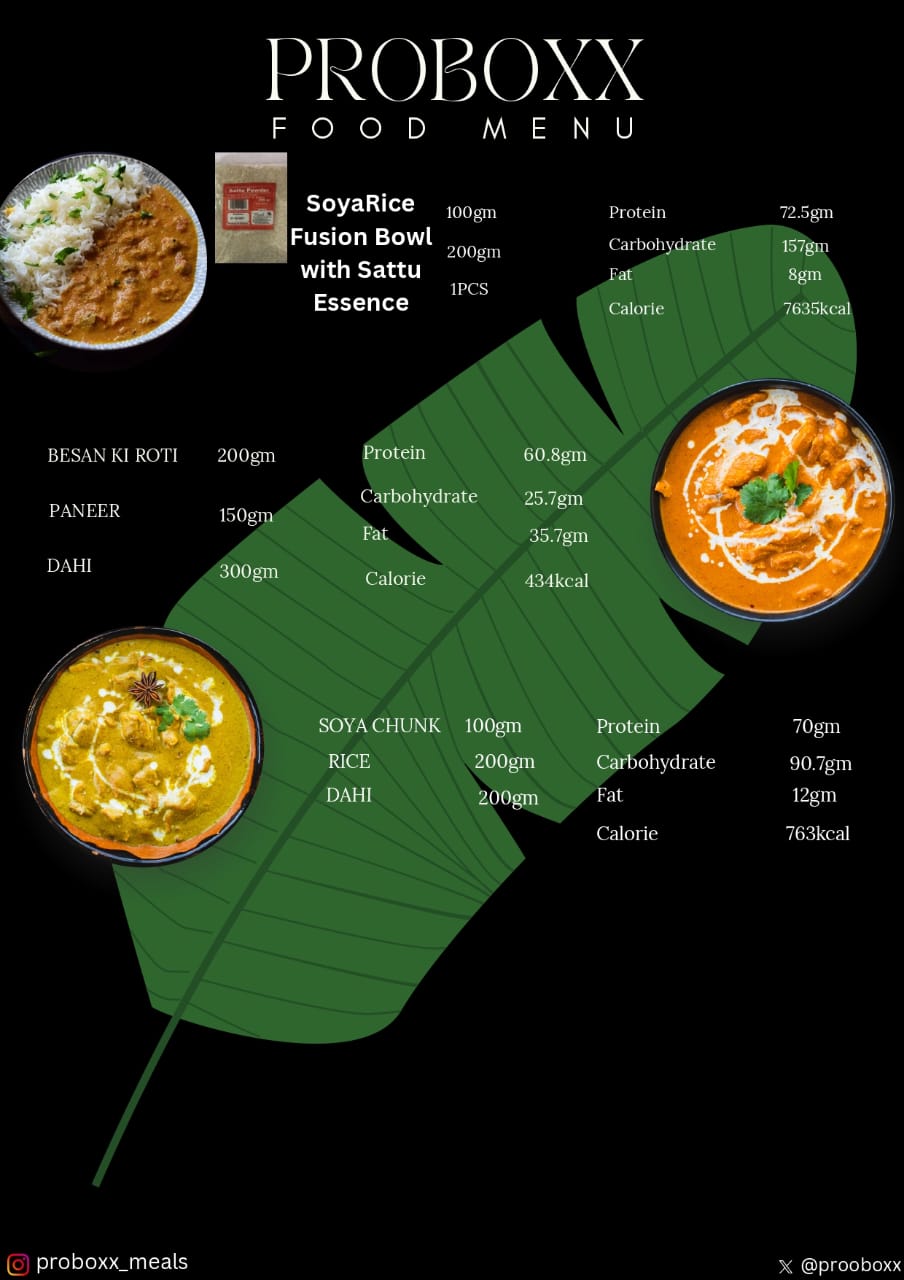 PROBOXX
FOOD MENU
Sattu Powder
SoyaRice
Fusion Bowl
with Sattu
Essence
100gm
200gm
1PCS
Protein 72.5gm
Carbohydrate 157gm
Fat 8gm
Calorie 7635kcal
BESAN KI ROTI 200gm
PANEER 150gm
DAHI 300gm
Protein 60.8gm
Carbohydrate 25.7gm
Fat 35.7gm
Calorie 434kcal
SOYA CHUNK 100gm
RICE 200gm
DAHI 200gm
Protein 70gm
Carbohydrate 90.7gm
Fat 12gm
Calorie 763kcal
proboxx_meals
@prooboxx